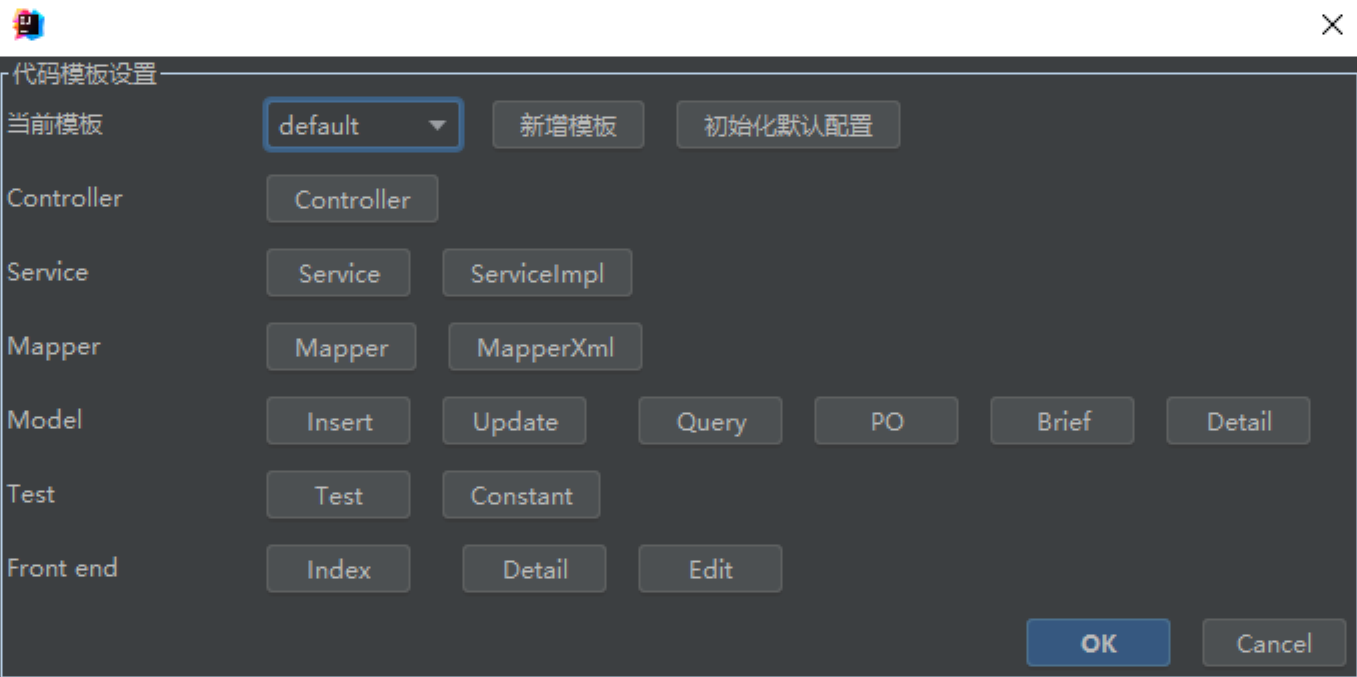 代码模板设置
当前模板 default 新增模板 初始化默认配置
Controller Controller
Service Service ServiceImpl
Mapper Mapper MapperXml
Model Insert Update Query PO Brief Detail
Test Test Constant
Front end Index Detail Edit
OK Cancel